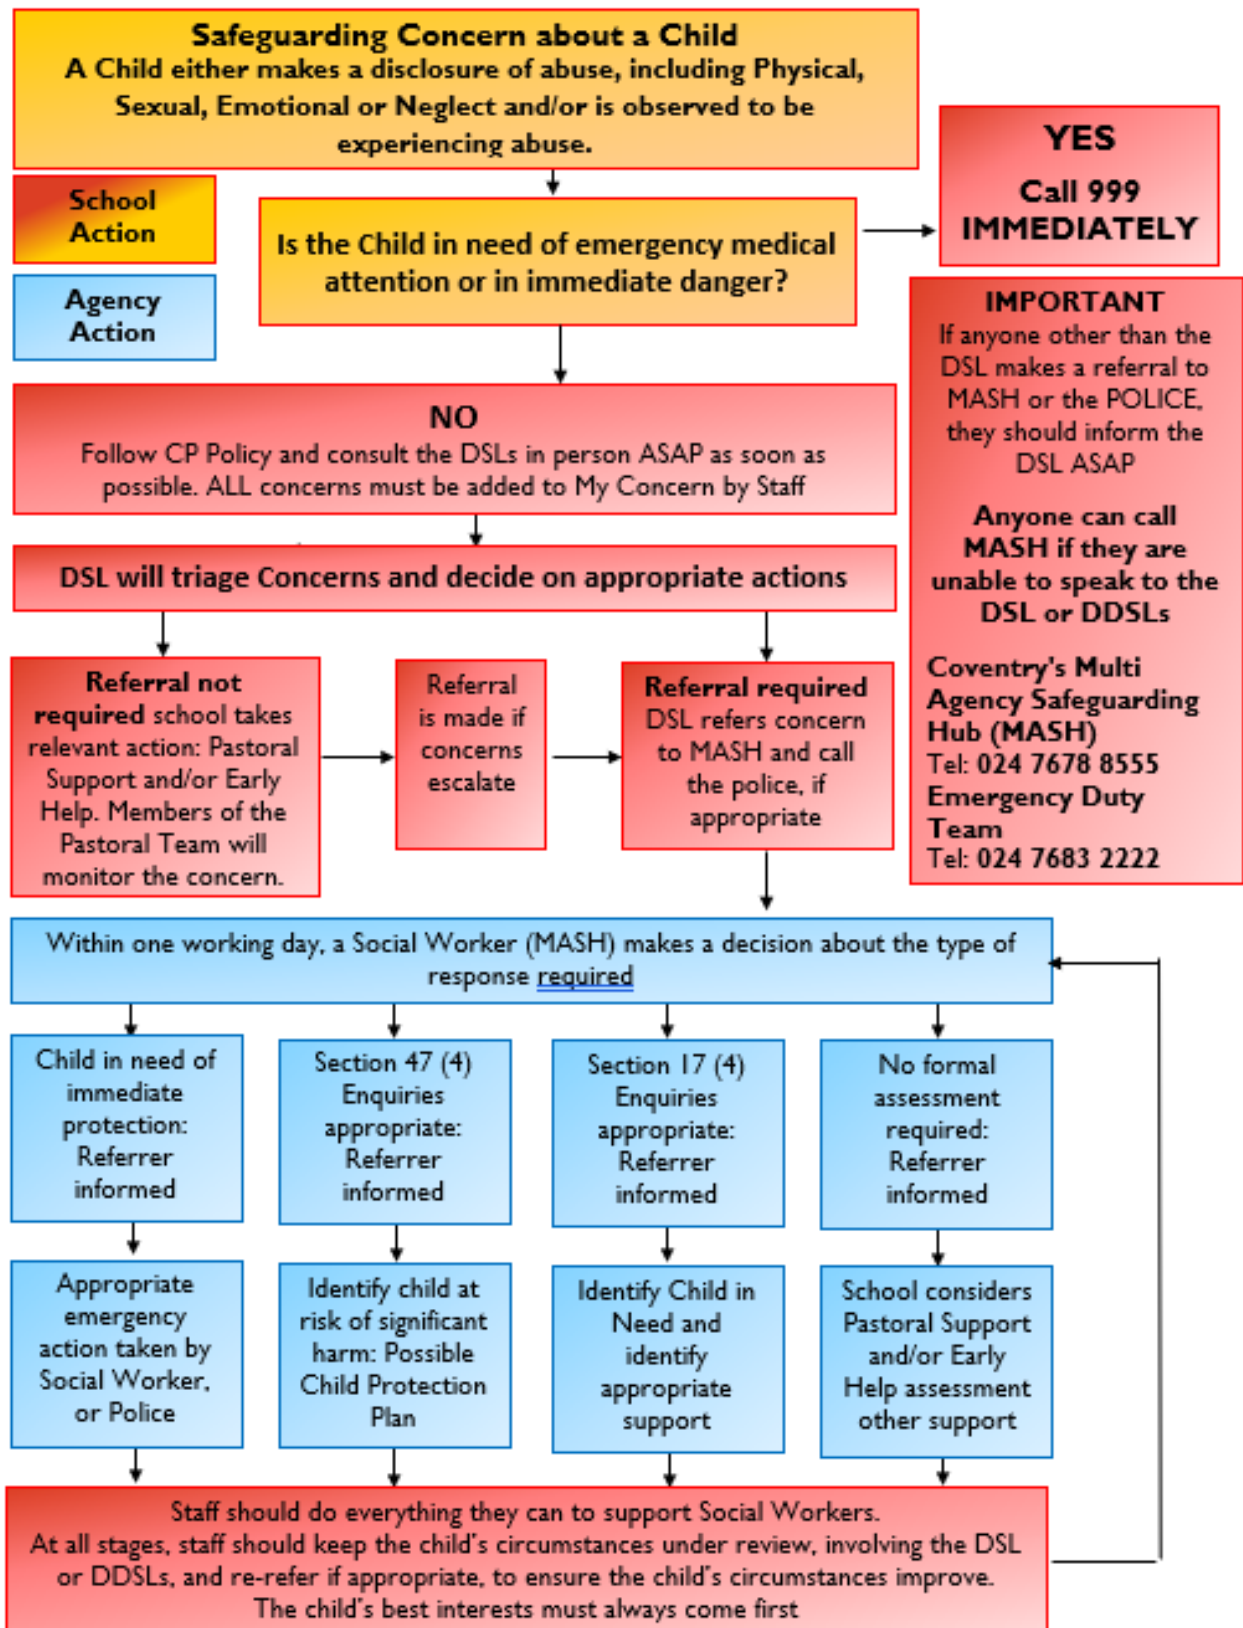 Safeguarding Concern about a Child
A Child either makes a disclosure of abuse, including Physical,
Sexual, Emotional or Neglect and/or is observed to be
experiencing abuse.
YES
Call 999
IMMEDIATELY
School
Action
Agency
Action
Is the Child in need of emergency medical
attention or in immediate danger?
IMPORTANT
If anyone other than the
DSL makes a referral to
MASH or the POLICE,
they should inform the
DSL ASAP
Anyone can call
MASH if they are
unable to speak to the
DSL or DDSLs
Coventry's Multi
Agency Safeguarding
Hub (MASH)
Tel: 024 7678 8555
Emergency Duty
Team
Tel: 024 7683 2222
NO
Follow CP Policy and consult the DSLs in person ASAP as soon as
possible. ALL concerns must be added to My Concern by Staff
DSL will triage Concerns and decide on appropriate actions
Referral not
required school takes
relevant action: Pastoral
Support and/or Early
Help. Members of the
Pastoral Team will
monitor the concern.
Referral
is made if
concerns
escalate
Referral required
DSL refers concern
to MASH and call
the police, if
appropriate
Within one working day, a Social Worker (MASH) makes a decision about the type of
response required
Child in need of
immediate
protection:
Referrer
informed
Section 47 (4)
Enquiries
appropriate:
Referrer
informed
Section 17 (4)
Enquiries
appropriate:
Referrer
informed
No formal
assessment
required:
Referrer
informed
Appropriate
emergency
action taken by
Social Worker,
or Police
Identify child at
risk of significant
harm: Possible
Child Protection
Plan
Identify Child in
Need and
identify
appropriate
support
School considers
Pastoral Support
and/or Early
Help assessment
other support
Staff should do everything they can to support Social Workers.
At all stages, staff should keep the child's circumstances under review, involving the DSL
or DDSLs, and re-refer if appropriate, to ensure the child's circumstances improve.
The child's best interests must always come first